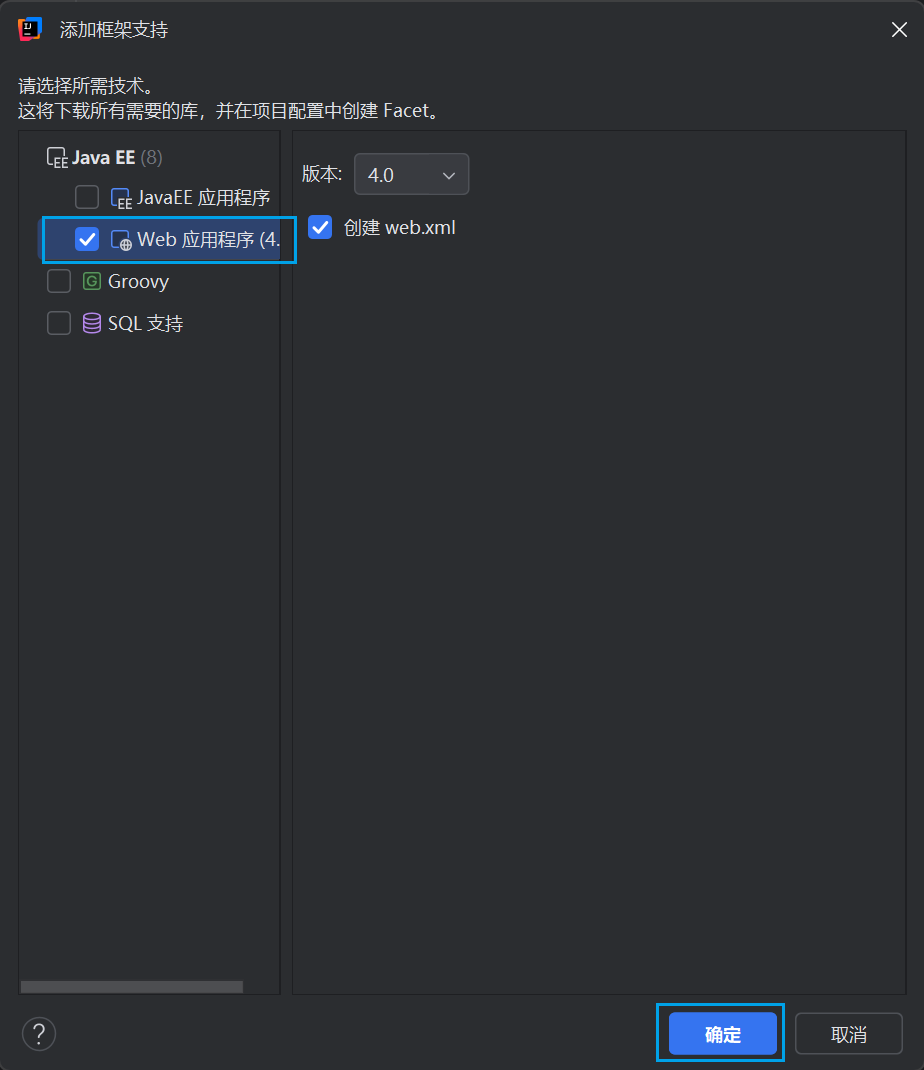 添加框架支持
请选择所需技术。
这将下载所有需要的库，并在项目配置中创建 Facet。
Java EE (8)
JavaEE 应用程序
Web 应用程序 (4.
Groovy
SQL 支持
版本: 4.0
创建 web.xml
?
确定
取消